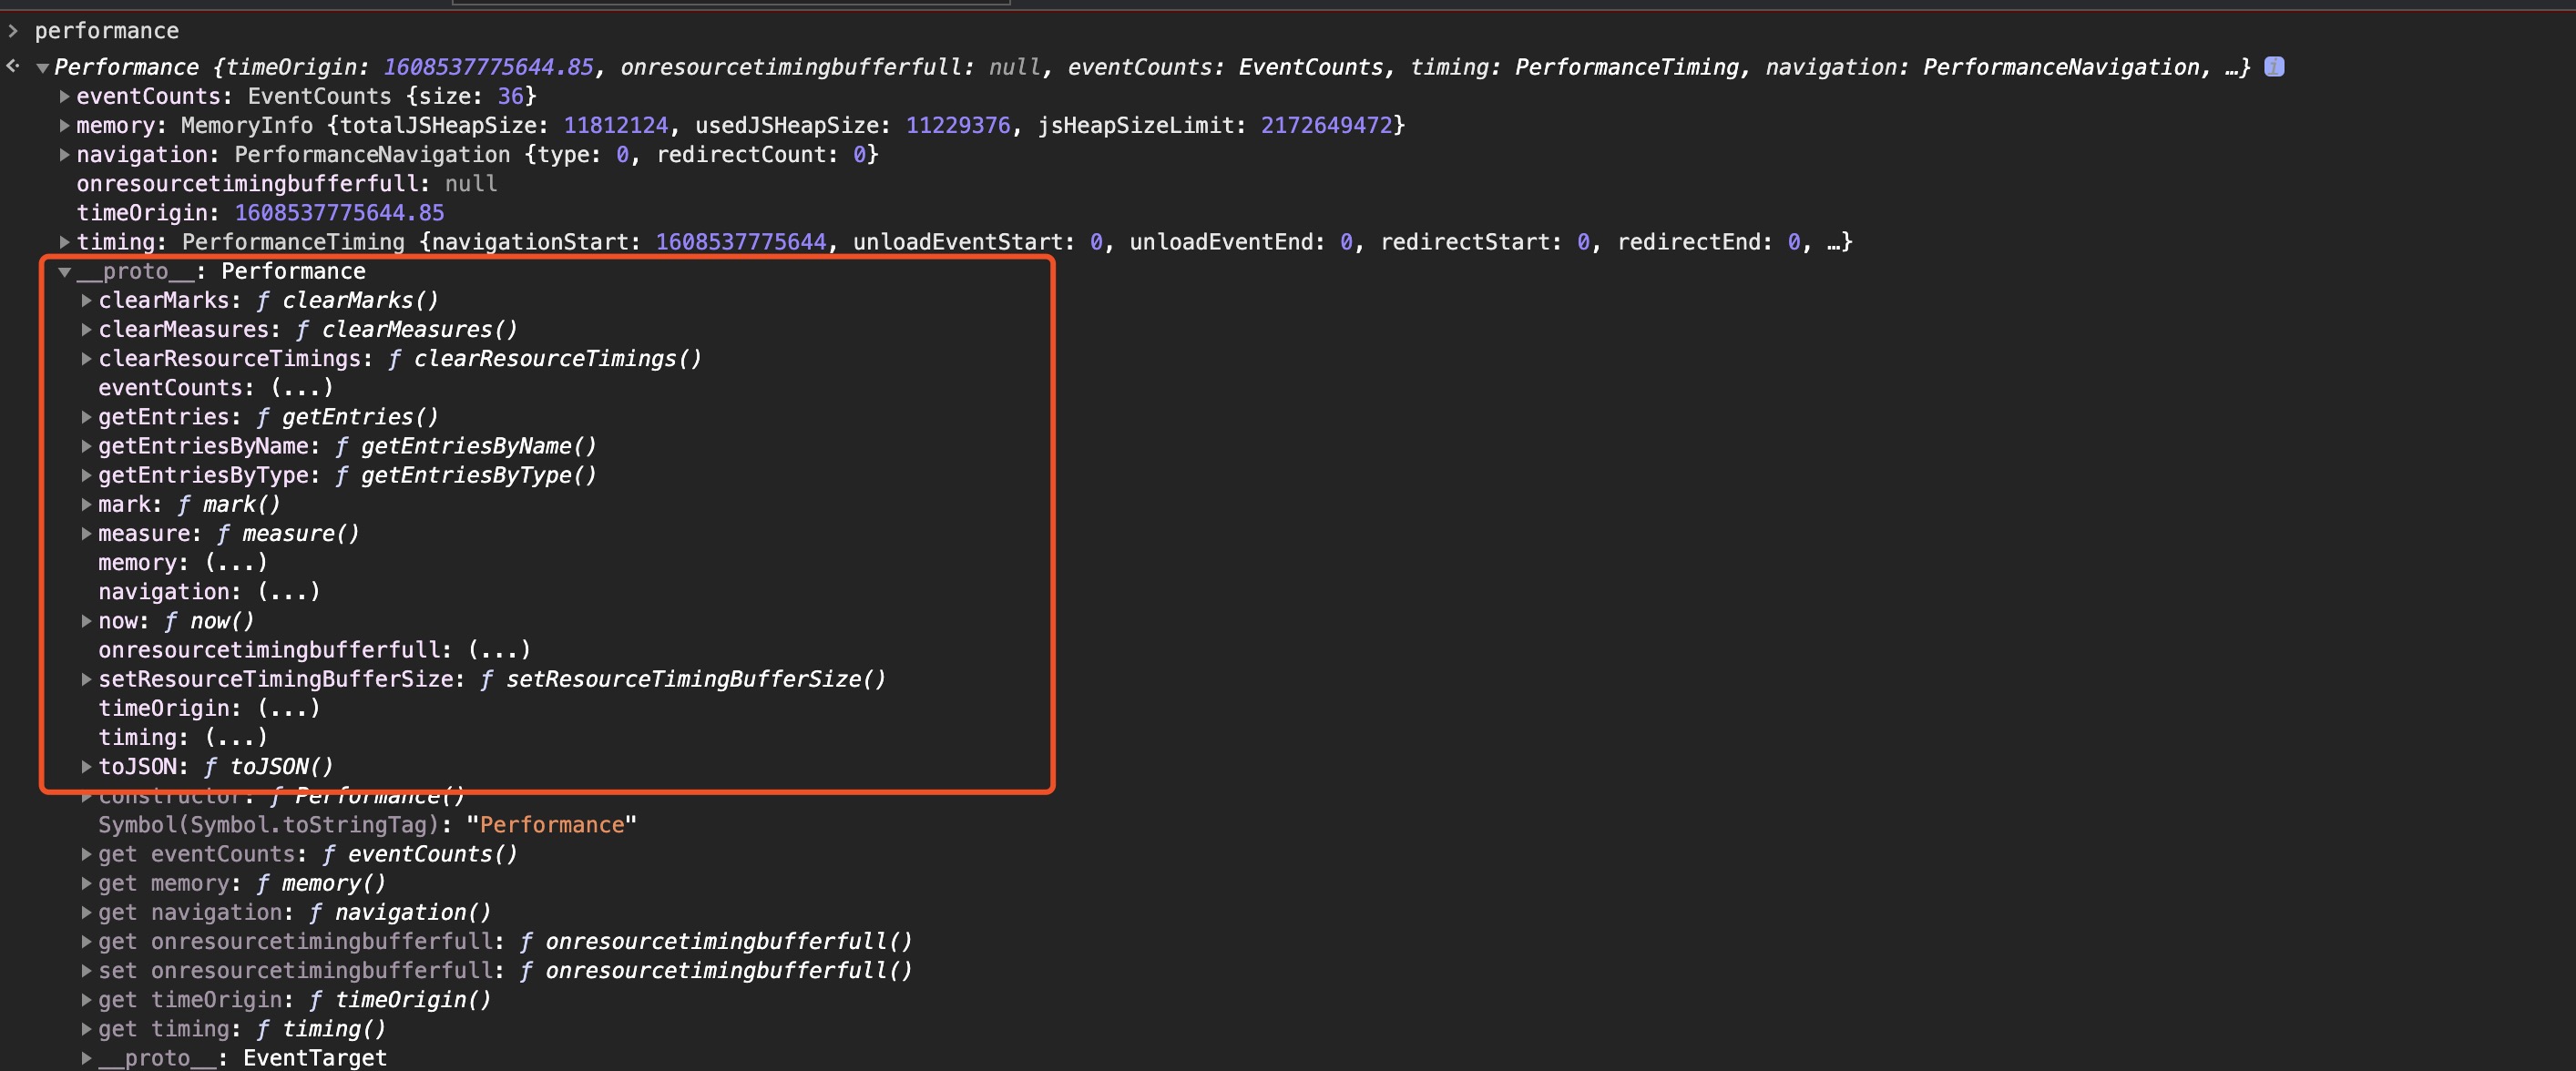 performance
Performance {timeOrigin: 1608537775644.85, onresourcetimingbufferfull: null, eventCounts: EventCounts, timing: PerformanceTiming, navigation: PerformanceNavigation, …}
eventCounts: EventCounts {size: 36}
memory: MemoryInfo {totalJSHeapSize: 11812124, usedJSHeapSize: 11229376, jsHeapSizeLimit: 2172649472}
navigation: PerformanceNavigation {type: 0, redirectCount: 0}
onresourcetimingbufferfull: null
timeOrigin: 1608537775644.85
timing: PerformanceTiming {navigationStart: 1608537775644, unloadEventStart: 0, unloadEventEnd: 0, redirectStart: 0, redirectEnd: 0, …}
__proto__: Performance
clearMarks: ƒ clearMarks()
clearMeasures: ƒ clearMeasures()
clearResourceTimings: ƒ clearResourceTimings()
eventCounts: (...)
getEntries: ƒ getEntries()
getEntriesByName: ƒ getEntriesByName()
getEntriesByType: ƒ getEntriesByType()
mark: ƒ mark()
measure: ƒ measure()
memory: (...)
navigation: (...)
now: ƒ now()
onresourcetimingbufferfull: (...)
setResourceTimingBufferSize: ƒ setResourceTimingBufferSize()
timeOrigin: (...)
timing: (...)
toJSON: ƒ toJSON()
constructor: ƒ Performance()
Symbol(Symbol.toStringTag): "Performance"
get eventCounts: ƒ eventCounts()
get memory: ƒ memory()
get navigation: ƒ navigation()
get onresourcetimingbufferfull: ƒ onresourcetimingbufferfull()
set onresourcetimingbufferfull: ƒ onresourcetimingbufferfull()
get timeOrigin: ƒ timeOrigin()
get timing: ƒ timing()
__proto__: EventTarget